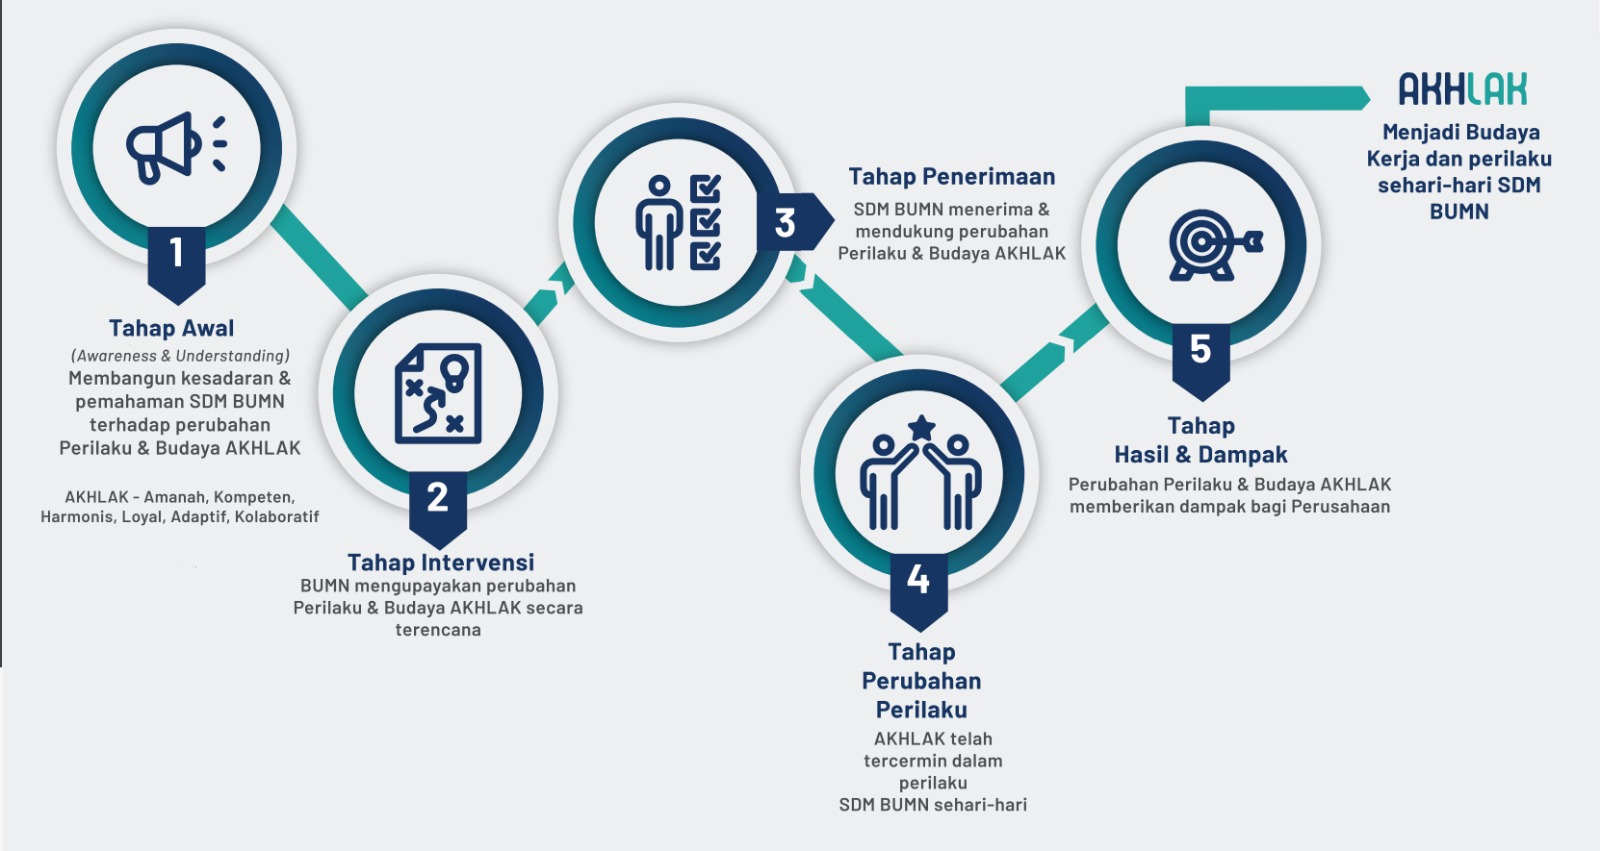 1
Tahap Awal
(Awareness & Understanding)
Membangun kesadaran &
pemahaman SDM BUMN
terhadap perubahan
Perilaku & Budaya AKHLAK
AKHLAK - Amanah, Kompeten,
Harmonis, Loyal, Adaptif, Kolaboratif
2
Tahap Intervensi
BUMN mengupayakan perubahan
Perilaku & Budaya AKHLAK secara
terencana
3
Tahap Penerimaan
SDM BUMN menerima &
mendukung perubahan
Perilaku & Budaya AKHLAK
4
Tahap
Perubahan
Perilaku
AKHLAK telah
tercermin dalam
perilaku
SDM BUMN sehari-hari
5
Tahap
Hasil & Dampak
Perubahan Perilaku & Budaya AKHLAK
memberikan dampak bagi Perusahaan
AKHLAK
Menjadi Budaya
Kerja dan perilaku
sehari-hari SDM
BUMN